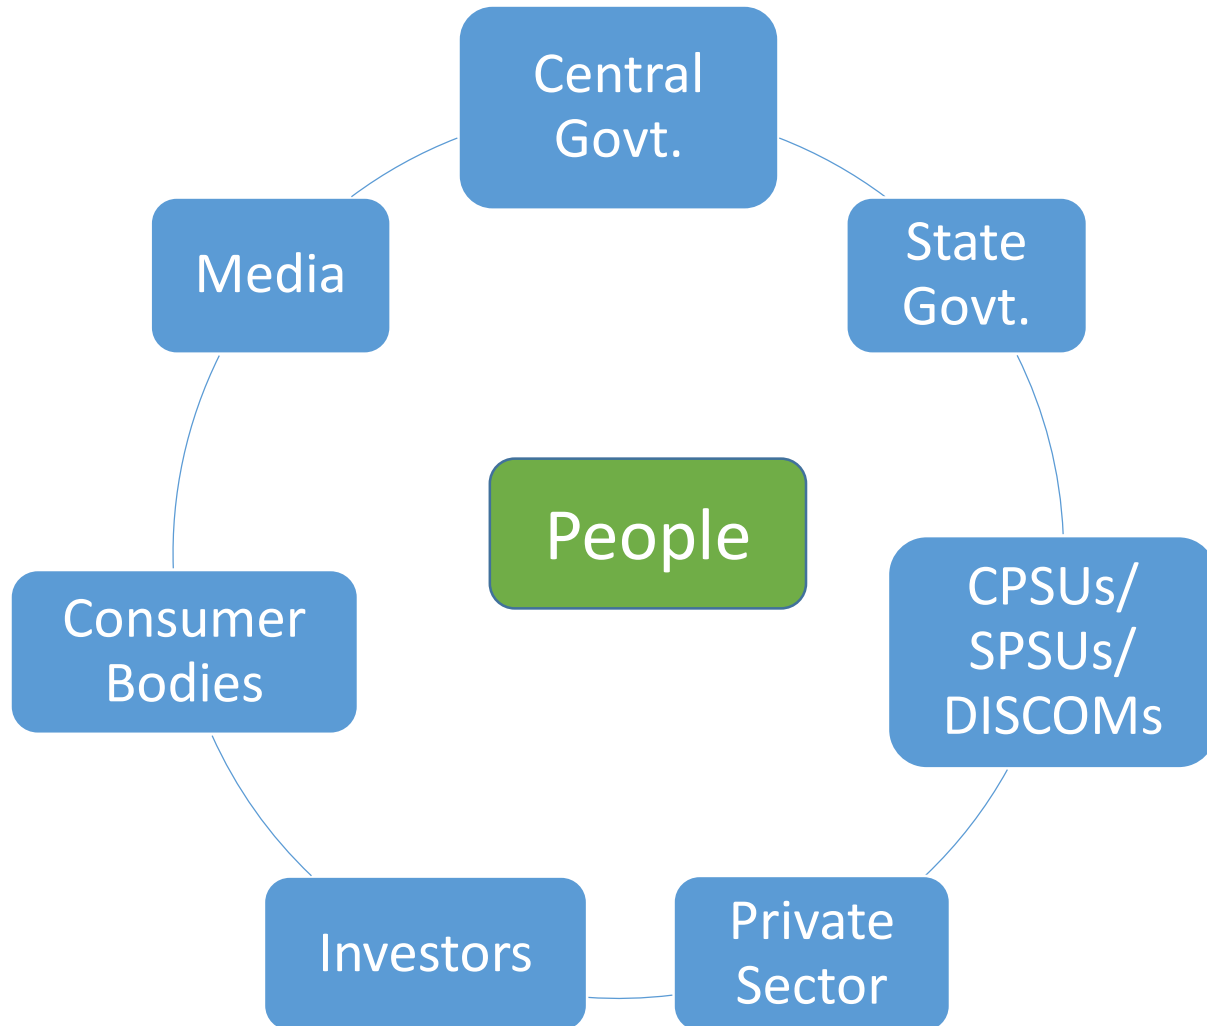 Central
Govt.
State
Govt.
CPSUs/
SPSUs/
DISCOMs
Private
Sector
Investors
Consumer
Bodies
Media
People